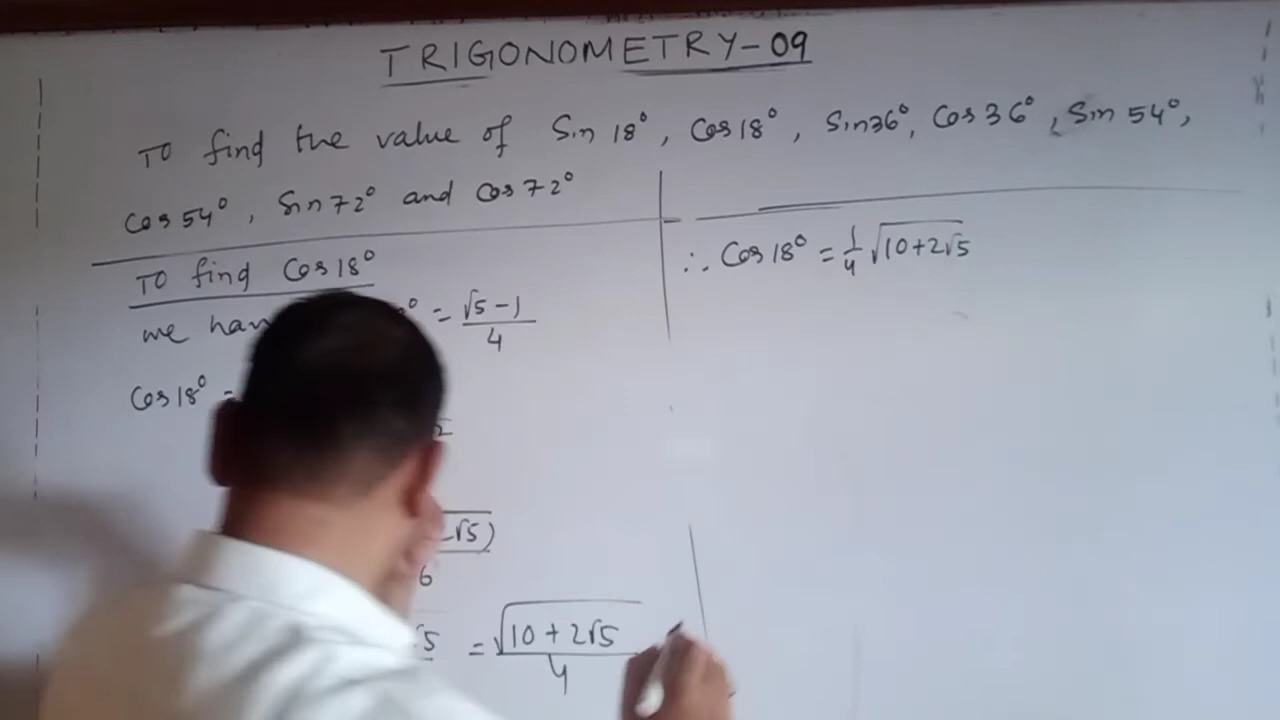 TRIGONOMETRY-09
To find the value of Sin 18°, Cos 18°, Sin 36°, Cos 36°, Sin 54°,
Cos 54°, Sin 72° and Cos 72°
To find Cos 18°
we ° = √5 - 1 / 4
Cos 18° =
√5)
6
√5 = √(10 + 2√5) / 4
∴ Cos 18° = 1/4 √(10 + 2√5)